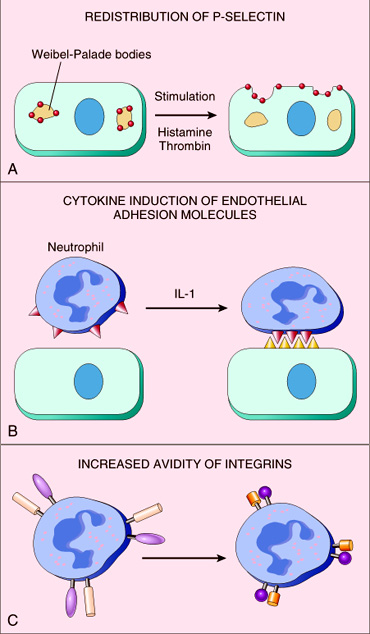 REDISTRIBUTION OF P-SELECTIN
Weibel-Palade bodies
Stimulation
Histamine
Thrombin
A
CYTOKINE INDUCTION OF ENDOTHELIAL
ADHESION MOLECULES
Neutrophil
IL-1
B
INCREASED AVIDITY OF INTEGRINS
C